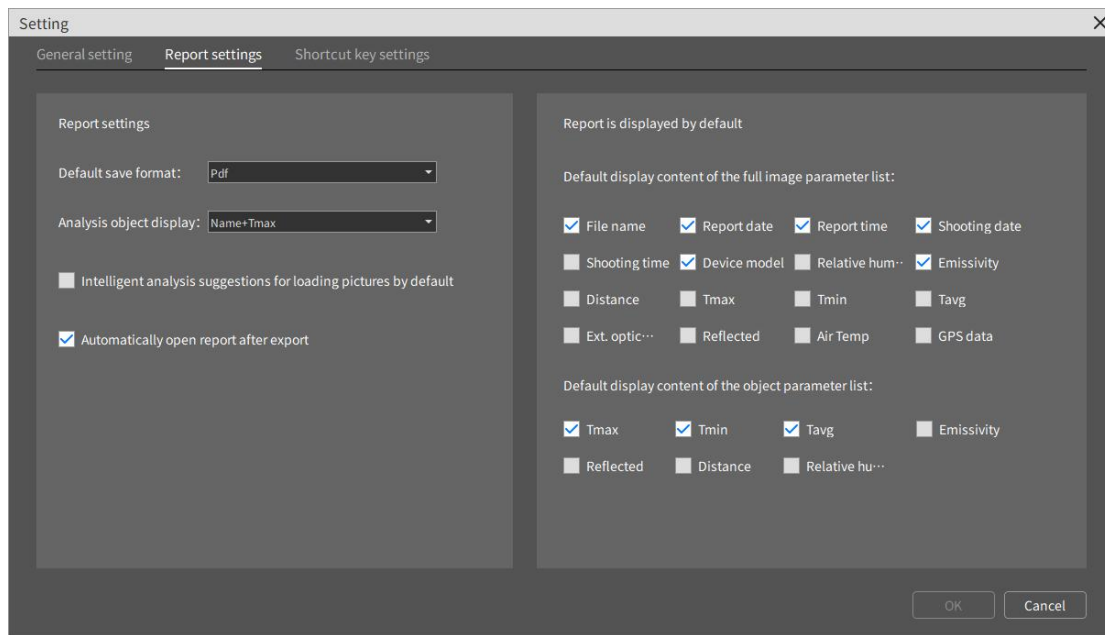 Setting
General setting Report settings Shortcut key settings
Report settings
Default save format: Pdf
Analysis object display: Name+Tmax
Intelligent analysis suggestions for loading pictures by default
Automatically open report after export
Report is displayed by default
Default display content of the full image parameter list:
File name Report date Report time Shooting date
Shooting time Device model Relative hum··· Emissivity
Distance Tmax Tmin Tavg
Ext. optic··· Reflected Air Temp GPS data
Default display content of the object parameter list:
Tmax Tmin Tavg Emissivity
Reflected Distance Relative hu···
OK Cancel